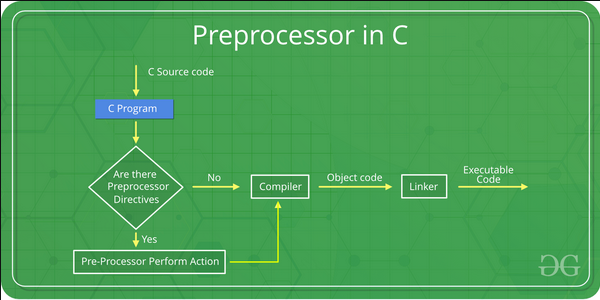 Preprocessor in C
C Source code
C Program
Are there
Preprocessor
Directives
No
Compiler
Object code
Linker
Executable
Code
Yes
Pre-Processor Perform Action